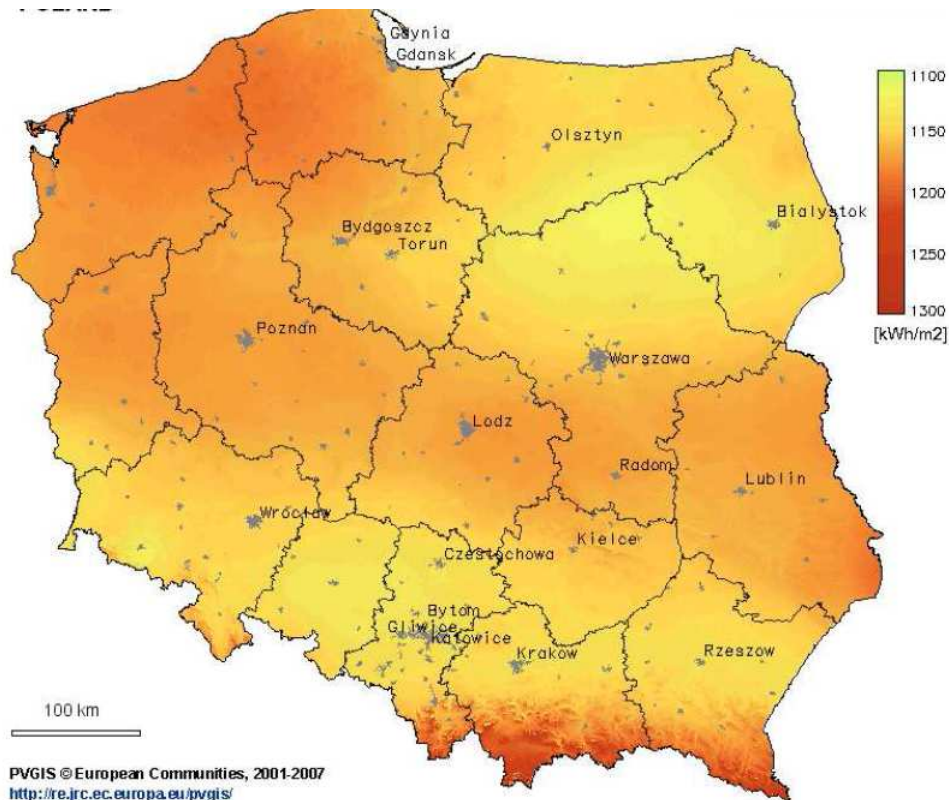 POLAND
Gdynia
Gdansk
Olsztyn
Bialystok
Bydgoszcz
Torun
Poznan
Warszawa
Lodz
Radom
Lublin
Wrocław
Kielce
Czestochowa
Bytom
Gliwice
Katowice
Krakow
Rzeszow
1100
1150
1200
1250
1300
[kWh/m2]
100 km
PVGIS © European Communities, 2001-2007
http://re.jrc.ec.europa.eu/pvgis/